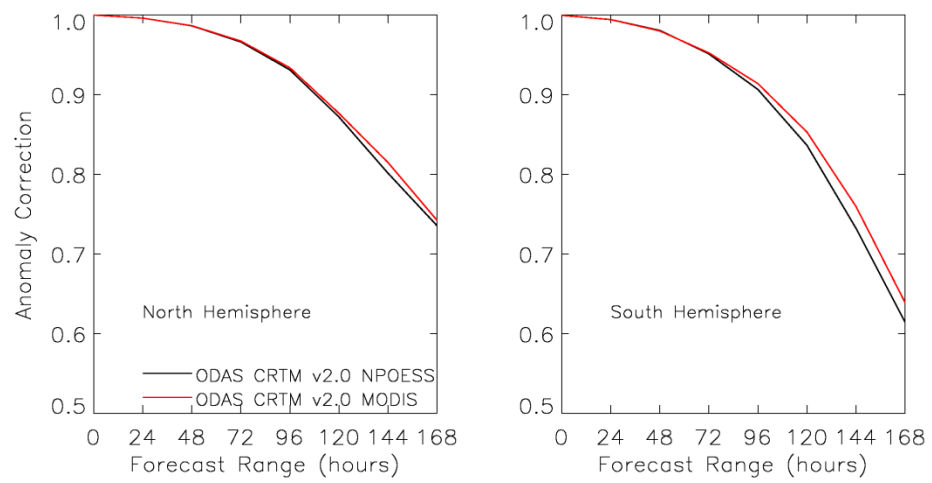 Anomaly Correction
1.0
0.9
0.8
0.7
0.6
0.5
North Hemisphere
ODAS CRTM v2.0 NPOESS
ODAS CRTM v2.0 MODIS
0 24 48 72 96 120 144 168
Forecast Range (hours)
1.0
0.9
0.8
0.7
0.6
0.5
South Hemisphere
0 24 48 72 96 120 144 168
Forecast Range (hours)